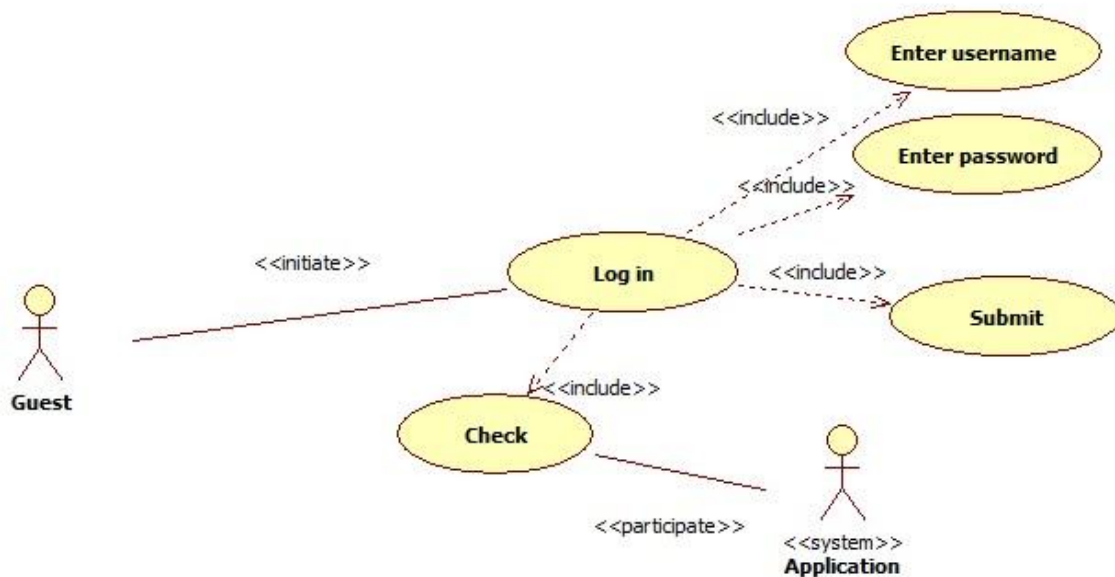 Enter username
<<include>>
Enter password
<<include>>
<<initiate>>
Log in
<<include>>
Submit
Guest
<<include>>
Check
<<participate>>
<<system>>
Application